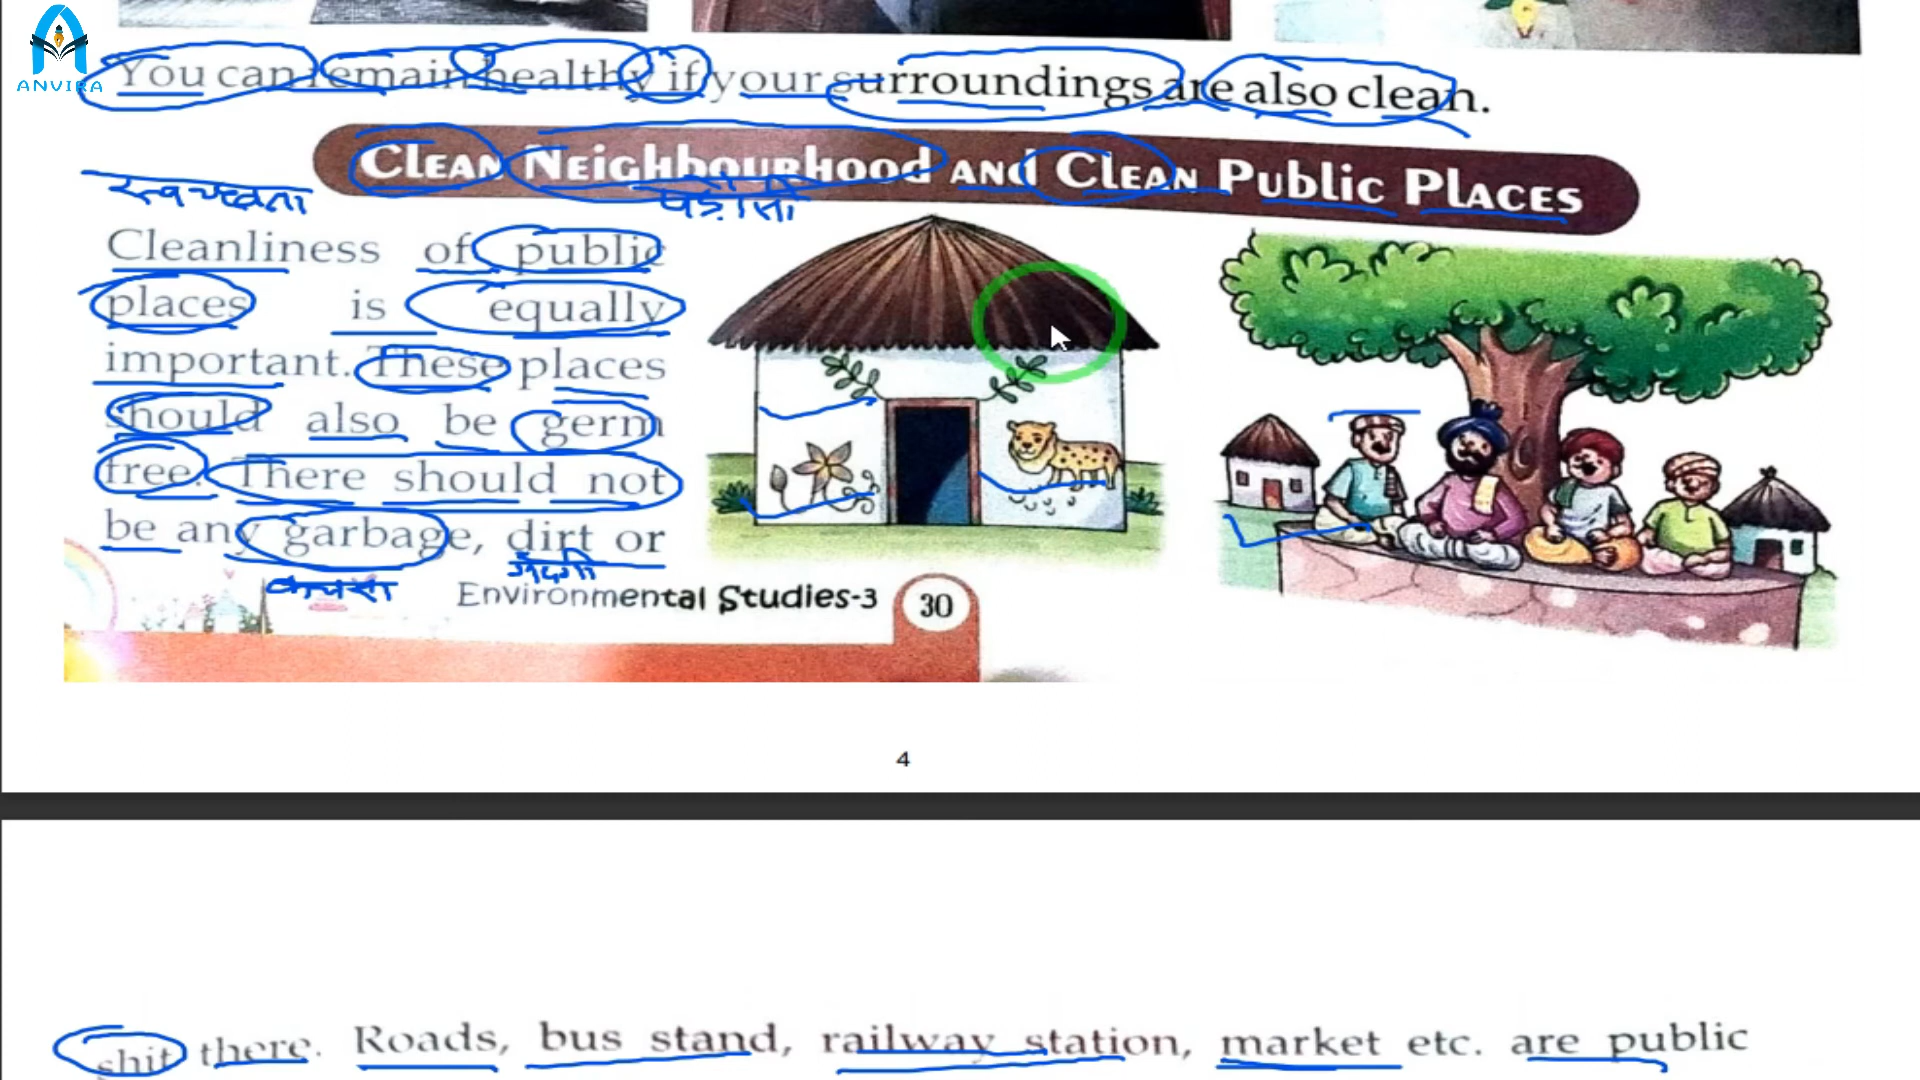 ANVIRA
You can remain healthy if your surroundings are also clean.
Clean Neighbourhood and Clean Public Places
स्वच्छता
पड़ोसी
Cleanliness of public
places is equally
important. These places
should also be germ
free. There should not
be any garbage, dirt or
कचरा
गंदगी
Environmental Studies-3 30
4
shit there. Roads, bus stand, railway station, market etc. are public